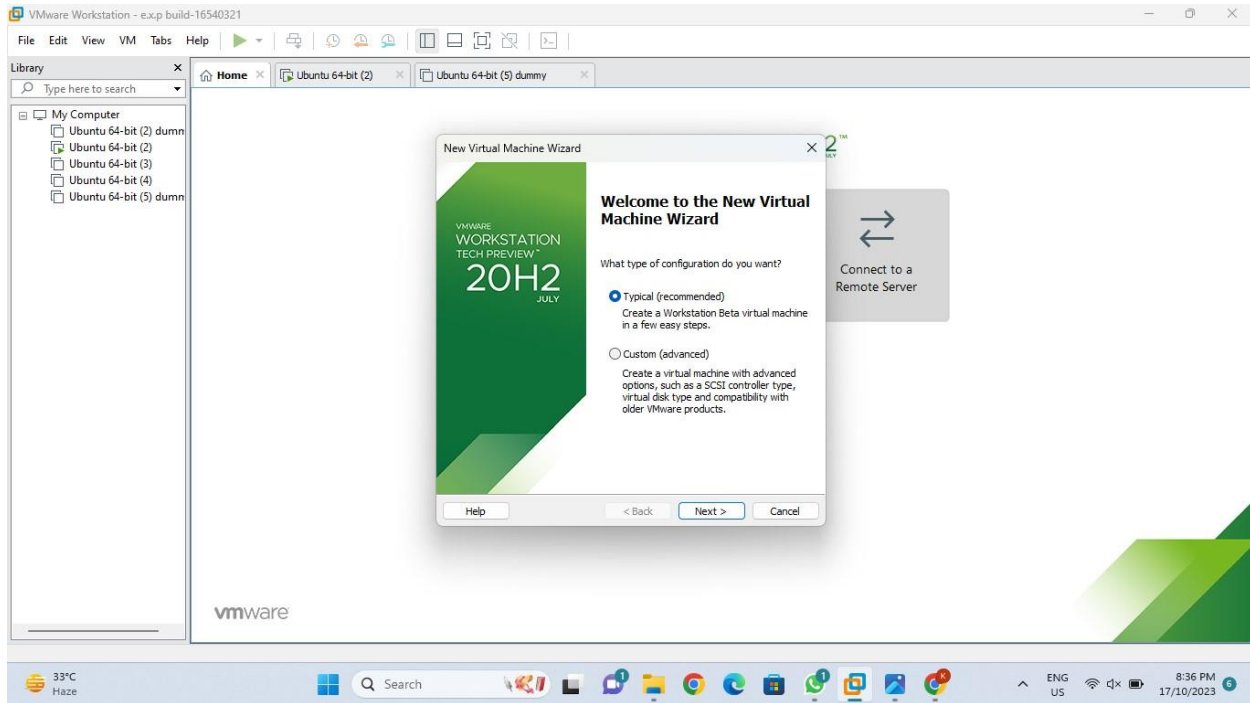 VMware Workstation - e.x.p build-16540321
File Edit View VM Tabs Help
Library
Type here to search
My Computer
Ubuntu 64-bit (2) dumm
Ubuntu 64-bit (2)
Ubuntu 64-bit (3)
Ubuntu 64-bit (4)
Ubuntu 64-bit (5) dumm
Home
Ubuntu 64-bit (2)
Ubuntu 64-bit (5) dummy
2™
New Virtual Machine Wizard
VMWARE
WORKSTATION
TECH PREVIEW™
20H2
JULY
Welcome to the New Virtual
Machine Wizard
What type of configuration do you want?
Typical (recommended)
Create a Workstation Beta virtual machine
in a few easy steps.
Custom (advanced)
Create a virtual machine with advanced
options, such as a SCSI controller type,
virtual disk type and compatibility with
older VMware products.
Help
< Back
Next >
Cancel
Connect to a
Remote Server
vmware
33°C
Haze
Search
1
1
ENG
US
8:36 PM
17/10/2023
6